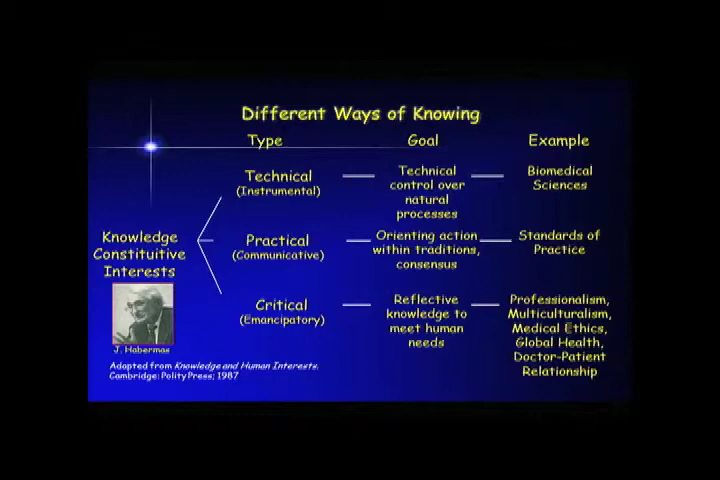 Different Ways of Knowing
Type Goal Example
Technical
(Instrumental)
Technical
control over
natural
processes
Biomedical
Sciences
Knowledge
Constituitive
Interests
Practical
(Communicative)
Orienting action
within traditions,
consensus
Standards of
Practice
Critical
(Emancipatory)
Reflective
knowledge to
meet human
needs
Professionalism,
Multiculturalism,
Medical Ethics,
Global Health,
Doctor-Patient
Relationship
J. Habermas
Adapted from Knowledge and Human Interests.
Cambridge: Polity Press; 1987